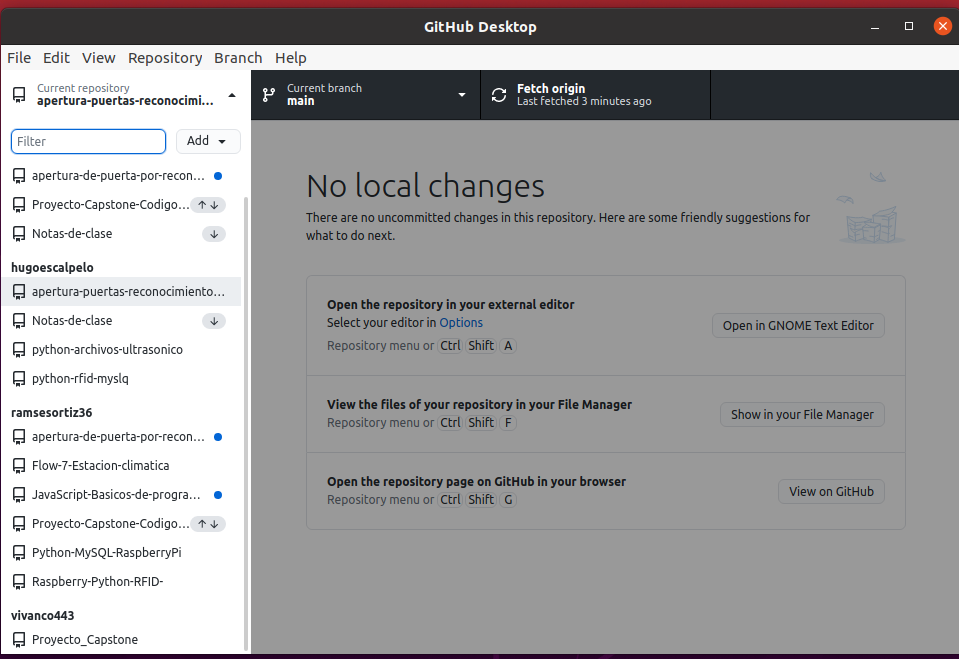 GitHub Desktop
File Edit View Repository Branch Help
Current repository
apertura-puertas-reconocimi...
Current branch
main
Fetch origin
Last fetched 3 minutes ago
Filter
Add
apertura-de-puerta-por-recon...
Proyecto-Capstone-Codigo...
Notas-de-clase
hugoescalpelo
apertura-puertas-reconocimiento...
Notas-de-clase
python-archivos-ultrasonico
python-rfid-myslq
ramsesortiz36
apertura-de-puerta-por-recon...
Flow-7-Estacion-climatica
JavaScript-Basicos-de-progra...
Proyecto-Capstone-Codigo...
Python-MySQL-RaspberryPi
Raspberry-Python-RFID-
vivanco443
Proyecto_Capstone
No local changes
There are no uncommitted changes in this repository. Here are some friendly suggestions for
what to do next.
Open the repository in your external editor
Select your editor in Options
Repository menu or Ctrl Shift A
Open in GNOME Text Editor
View the files of your repository in your File Manager
Repository menu or Ctrl Shift F
Show in your File Manager
Open the repository page on GitHub in your browser
Repository menu or Ctrl Shift G
View on GitHub